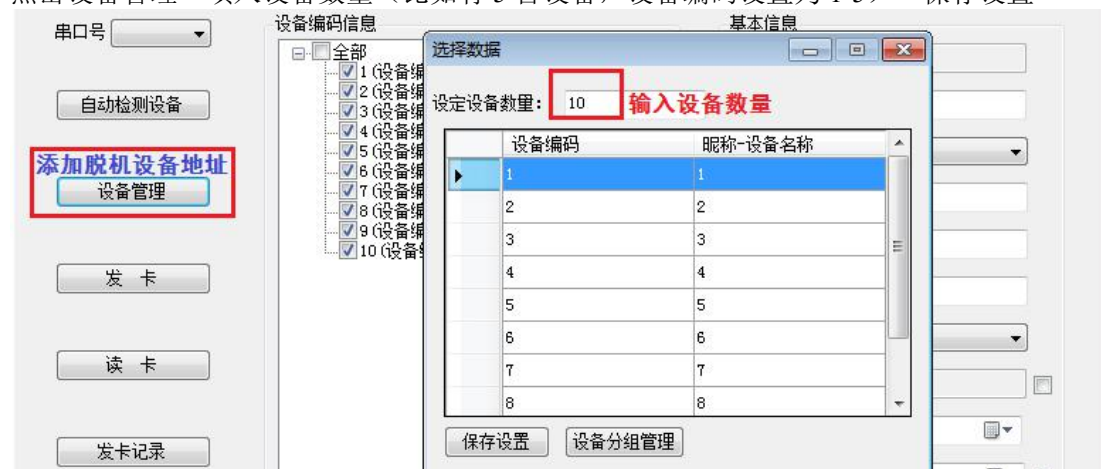 串口号
自动检测设备
添加脱机设备地址
设备管理
发 卡
读 卡
发卡记录
设备编码信息
全部
1(设备编
2(设备编
3(设备编
4(设备编
5(设备编
6(设备编
7(设备编
8(设备编
9(设备编
10(设备
基本信息
选择数据
设定设备数量： 10 输入设备数量
设备编码 昵称-设备名称
1 1
2 2
3 3
4 4
5 5
6 6
7 7
8 8
保存设置 设备分组管理